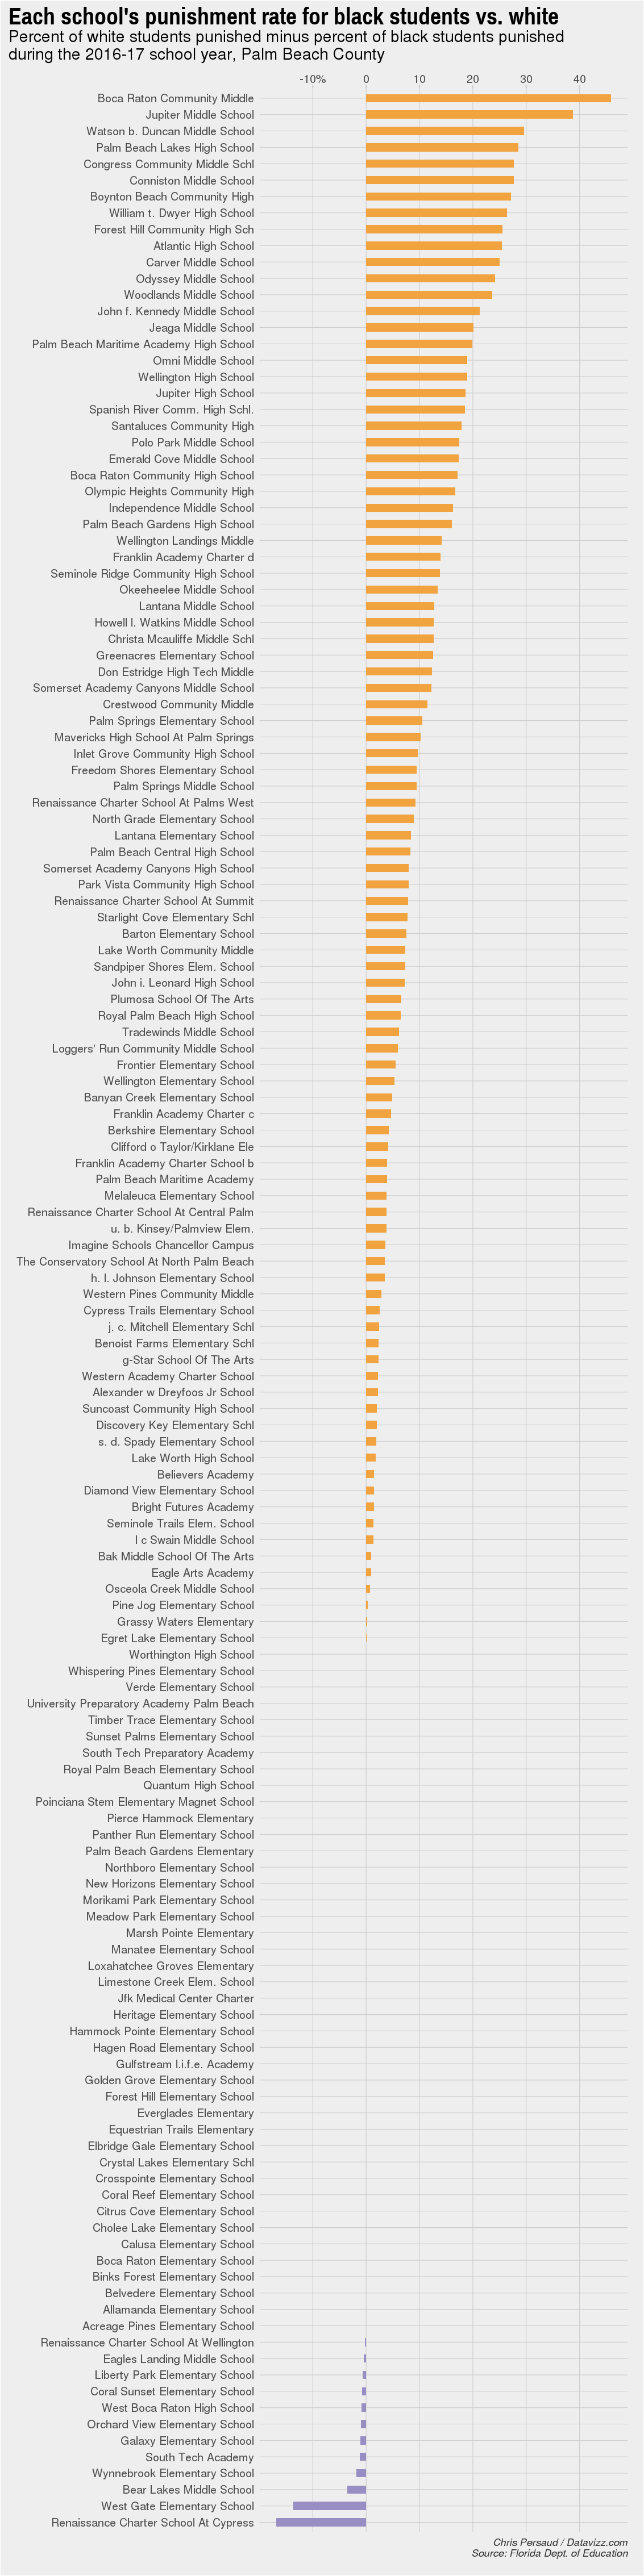 Each school's punishment rate for black students vs. white
Percent of white students punished minus percent of black students punished
during the 2016-17 school year, Palm Beach County
-10% 0 10 20 30 40
Boca Raton Community Middle
Jupiter Middle School
Watson b. Duncan Middle School
Palm Beach Lakes High School
Congress Community Middle Schl
Conniston Middle School
Boynton Beach Community High
William t. Dwyer High School
Forest Hill Community High Sch
Atlantic High School
Carver Middle School
Odyssey Middle School
Woodlands Middle School
John f. Kennedy Middle School
Jeaga Middle School
Palm Beach Maritime Academy High School
Omni Middle School
Wellington High School
Jupiter High School
Spanish River Comm. High Schl.
Santaluces Community High
Polo Park Middle School
Emerald Cove Middle School
Boca Raton Community High School
Olympic Heights Community High
Independence Middle School
Palm Beach Gardens High School
Wellington Landings Middle
Franklin Academy Charter d
Seminole Ridge Community High School
Okeeheelee Middle School
Lantana Middle School
Howell l. Watkins Middle School
Christa Mcauliffe Middle Schl
Greenacres Elementary School
Don Estridge High Tech Middle
Somerset Academy Canyons Middle School
Crestwood Community Middle
Palm Springs Elementary School
Mavericks High School At Palm Springs
Inlet Grove Community High School
Freedom Shores Elementary School
Palm Springs Middle School
Renaissance Charter School At Palms West
North Grade Elementary School
Lantana Elementary School
Palm Beach Central High School
Somerset Academy Canyons High School
Park Vista Community High School
Renaissance Charter School At Summit
Starlight Cove Elementary Schl
Barton Elementary School
Lake Worth Community Middle
Sandpiper Shores Elem. School
John i. Leonard High School
Plumosa School Of The Arts
Royal Palm Beach High School
Tradewinds Middle School
Loggers' Run Community Middle School
Frontier Elementary School
Wellington Elementary School
Banyan Creek Elementary School
Franklin Academy Charter c
Berkshire Elementary School
Clifford o Taylor/Kirklane Ele
Franklin Academy Charter School b
Palm Beach Maritime Academy
Melaleuca Elementary School
Renaissance Charter School At Central Palm
u. b. Kinsey/Palmview Elem.
Imagine Schools Chancellor Campus
The Conservatory School At North Palm Beach
h. l. Johnson Elementary School
Western Pines Community Middle
Cypress Trails Elementary School
j. c. Mitchell Elementary Schl
Benoist Farms Elementary Schl
g-Star School Of The Arts
Western Academy Charter School
Alexander w Dreyfoos Jr School
Suncoast Community High School
Discovery Key Elementary Schl
s. d. Spady Elementary School
Lake Worth High School
Believers Academy
Diamond View Elementary School
Bright Futures Academy
Seminole Trails Elem. School
l c Swain Middle School
Bak Middle School Of The Arts
Eagle Arts Academy
Osceola Creek Middle School
Pine Jog Elementary School
Grassy Waters Elementary
Egret Lake Elementary School
Worthington High School
Whispering Pines Elementary School
Verde Elementary School
University Preparatory Academy Palm Beach
Timber Trace Elementary School
Sunset Palms Elementary School
South Tech Preparatory Academy
Royal Palm Beach Elementary School
Quantum High School
Poinciana Stem Elementary Magnet School
Pierce Hammock Elementary
Panther Run Elementary School
Palm Beach Gardens Elementary
Northboro Elementary School
New Horizons Elementary School
Morikami Park Elementary School
Meadow Park Elementary School
Marsh Pointe Elementary
Manatee Elementary School
Loxahatchee Groves Elementary
Limestone Creek Elem. School
Jfk Medical Center Charter
Heritage Elementary School
Hammock Pointe Elementary School
Hagen Road Elementary School
Gulfstream l.i.f.e. Academy
Golden Grove Elementary School
Forest Hill Elementary School
Everglades Elementary
Equestrian Trails Elementary
Elbridge Gale Elementary School
Crystal Lakes Elementary Schl
Crosspointe Elementary School
Coral Reef Elementary School
Citrus Cove Elementary School
Cholee Lake Elementary School
Calusa Elementary School
Boca Raton Elementary School
Binks Forest Elementary School
Belvedere Elementary School
Allamanda Elementary School
Acreage Pines Elementary School
Renaissance Charter School At Wellington
Eagles Landing Middle School
Liberty Park Elementary School
Coral Sunset Elementary School
West Boca Raton High School
Orchard View Elementary School
Galaxy Elementary School
South Tech Academy
Wynnebrook Elementary School
Bear Lakes Middle School
West Gate Elementary School
Renaissance Charter School At Cypress
Chris Persaud / Datavizz.com
Source: Florida Dept. of Education